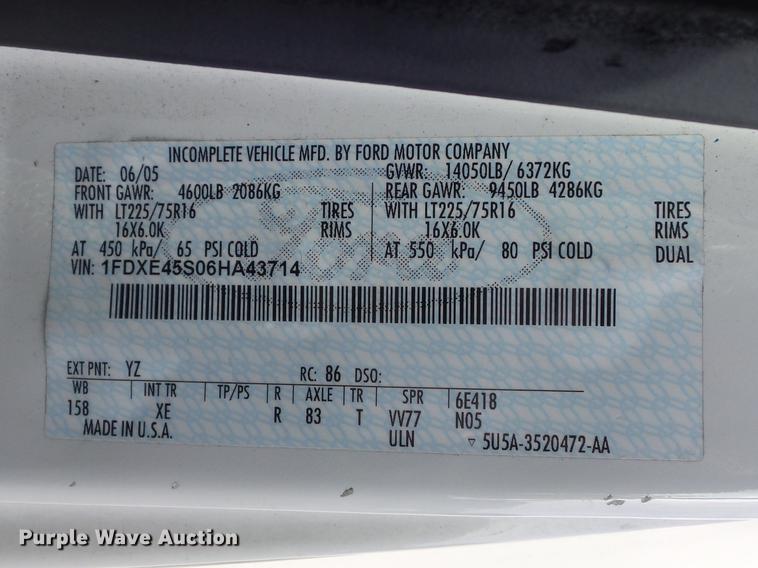 INCOMPLETE VEHICLE MFD. BY FORD MOTOR COMPANY
DATE: 06/05 GVWR: 14050LB/ 6372KG
FRONT GAWR: 4600LB 2086KG REAR GAWR: 9450LB 4286KG
WITH LT225/75R16 TIRES WITH LT225/75R16 TIRES
16X6.0K RIMS 16X6.0K RIMS
AT 450 kPa/ 65 PSI COLD AT 550 kPa/ 80 PSI COLD DUAL
VIN: 1FDXE45S06HA43714
EXT PNT: YZ RC: 86 DSO:
WB INT TR TP/PS R AXLE TR SPR 6E418
158 XE R 83 T VV77 N05
MADE IN U.S.A. ULN ▽ 5U5A-3520472-AA
Purple Wave Auction